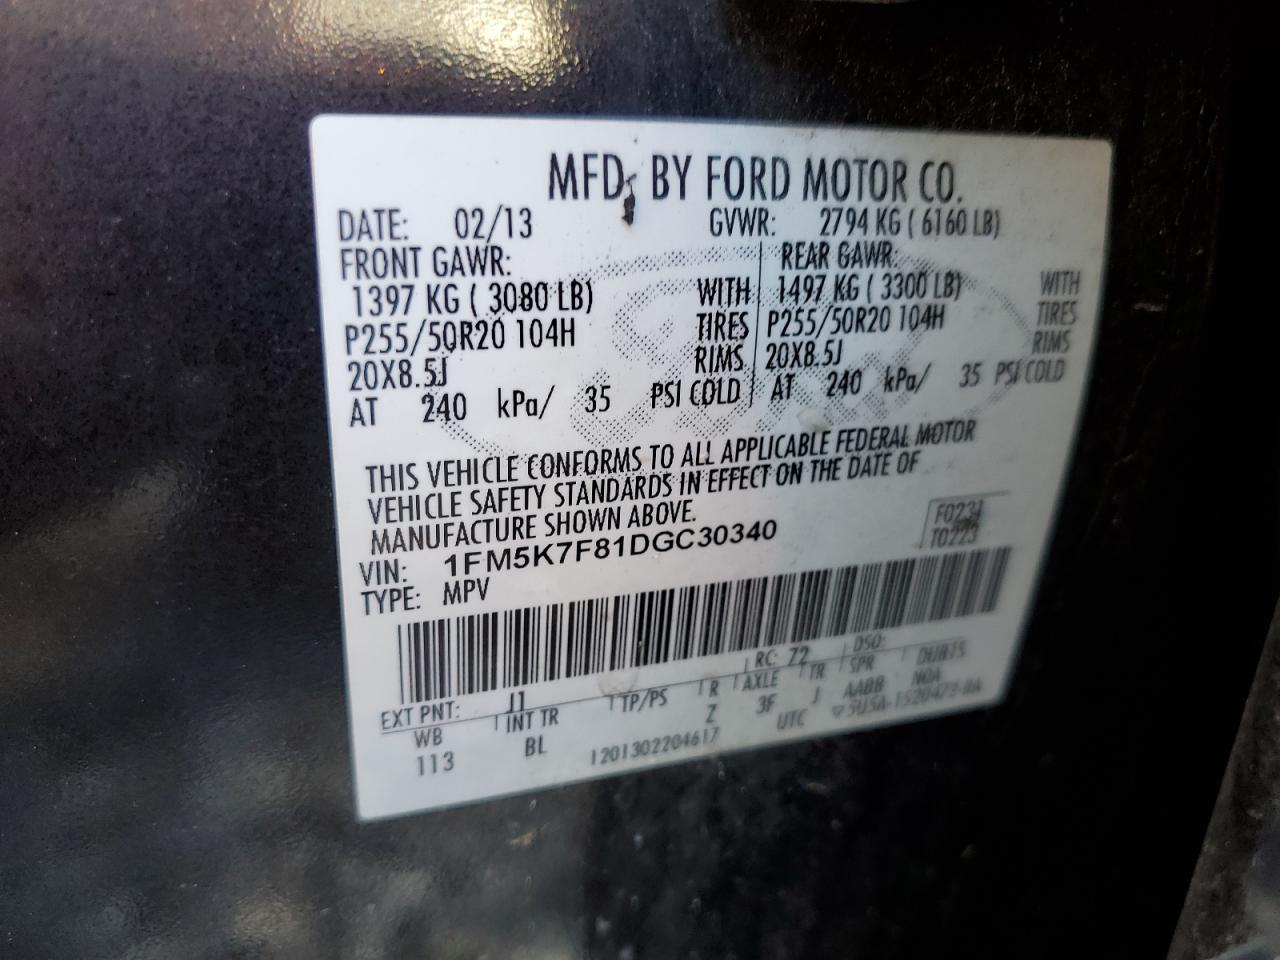 MFD. BY FORD MOTOR CO.
DATE: 02/13 GVWR: 2794 KG ( 6160 LB)
FRONT GAWR: REAR GAWR:
1397 KG ( 3080 LB) WITH 1497 KG ( 3300 LB) WITH
P255/50R20 104H TIRES P255/50R20 104H TIRES
20X8.5J RIMS 20X8.5J RIMS
AT 240 kPa/ 35 PSI COLD AT 240 kPa/ 35 PSI COLD
THIS VEHICLE CONFORMS TO ALL APPLICABLE FEDERAL MOTOR
VEHICLE SAFETY STANDARDS IN EFFECT ON THE DATE OF
MANUFACTURE SHOWN ABOVE.
F0231
T0223
VIN: 1FM5K7F81DGC30340
TYPE: MPV
EXT PNT: J1 RC: 72 DSO:
WB INT TR TP/PS R AXLE TR SPR DUB15
113 BL Z 3F J AABB NOA
1201302204617 UTC